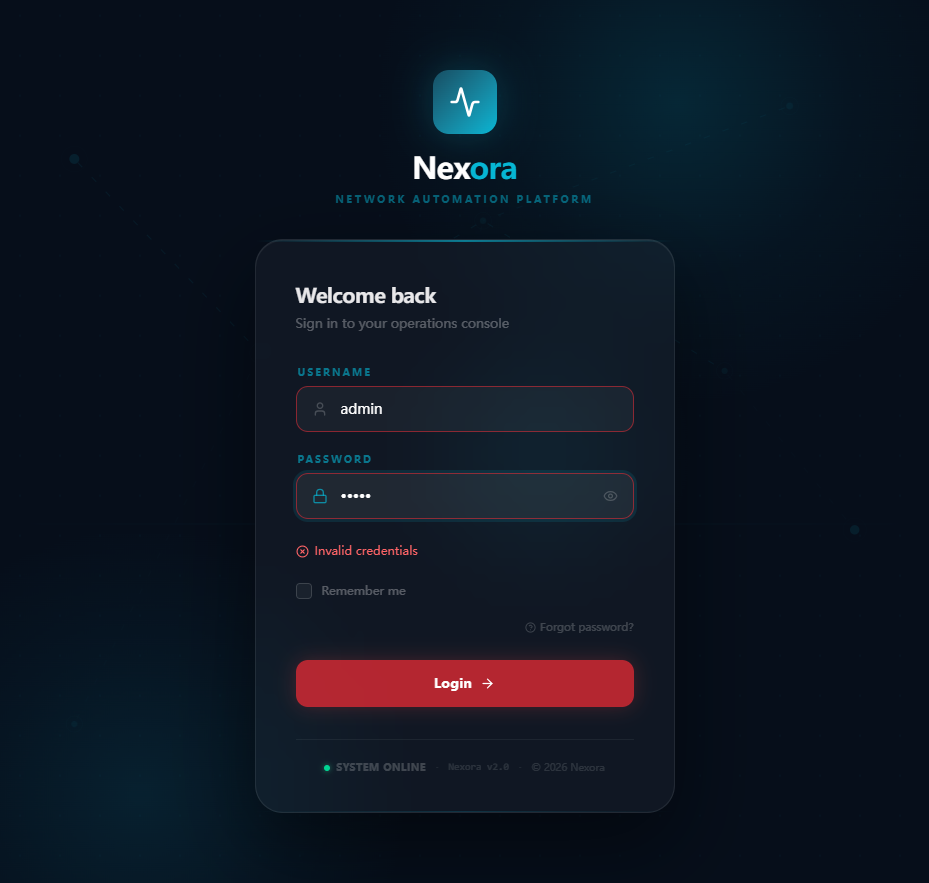 Nexora
NETWORK AUTOMATION PLATFORM
Welcome back
Sign in to your operations console
USERNAME
admin
PASSWORD
•••••
Invalid credentials
Remember me
Forgot password?
Login →
SYSTEM ONLINE · Nexora v2.0 · © 2026 Nexora